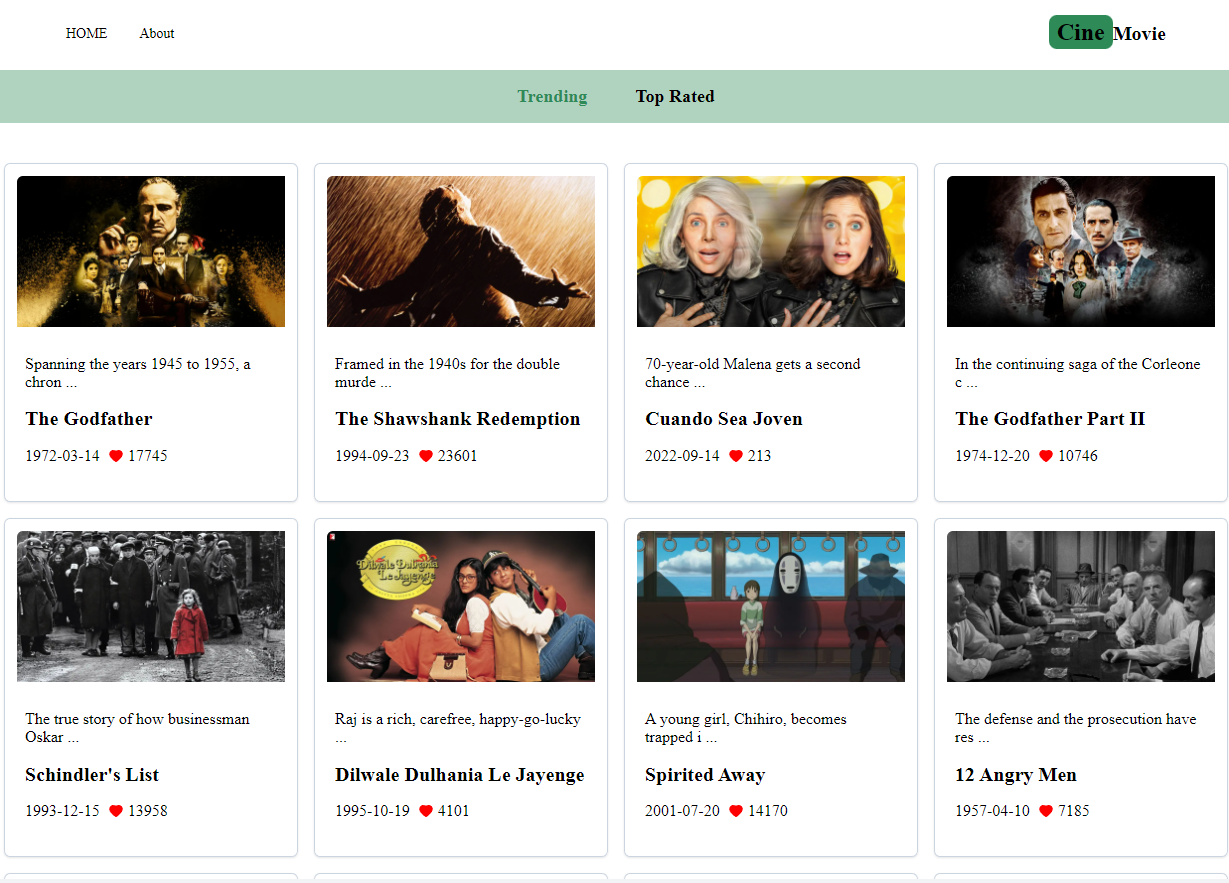 HOME About Cine Movie
Trending Top Rated
Spanning the years 1945 to 1955, a
chron ...
The Godfather
1972-03-14 17745
Framed in the 1940s for the double
murde ...
The Shawshank Redemption
1994-09-23 23601
70-year-old Malena gets a second
chance ...
Cuando Sea Joven
2022-09-14 213
In the continuing saga of the Corleone
c ...
The Godfather Part II
1974-12-20 10746
The true story of how businessman
Oskar ...
Schindler's List
1993-12-15 13958
Dilwale Dulhania
Le Jayenge
Raj is a rich, carefree, happy-go-lucky
...
Dilwale Dulhania Le Jayenge
1995-10-19 4101
A young girl, Chihiro, becomes
trapped i ...
Spirited Away
2001-07-20 14170
The defense and the prosecution have
res ...
12 Angry Men
1957-04-10 7185